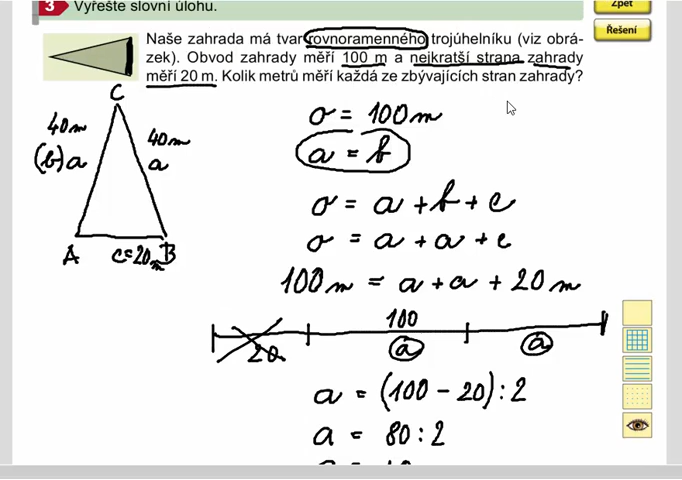 3 Vyřešte slovní úlohu.
Zpět
Řešení
Naše zahrada má tvar rovnoramenného trojúhelníku (viz obrá-
zek). Obvod zahrady měří 100 m a nejkratší strana zahrady
měří 20 m. Kolik metrů měří každá ze zbývajících stran zahrady?
C
40m
40m
(b) a
a
A
c=20m
B
o = 100m
a = b
o = a + b + c
o = a + a + c
100m = a + a + 20m
100
20
a
a
a = (100 - 20) : 2
a = 80 : 2